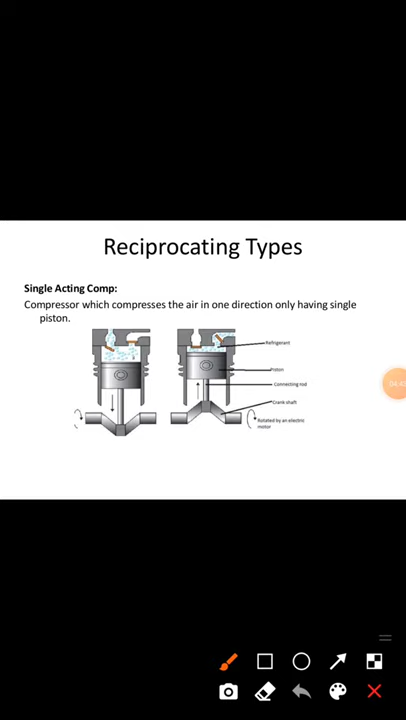 Reciprocating Types
Single Acting Comp:
Compressor which compresses the air in one direction only having single
piston.
Refrigerant
Piston
Connecting rod
Crank shaft
Rotated by an electric
motor